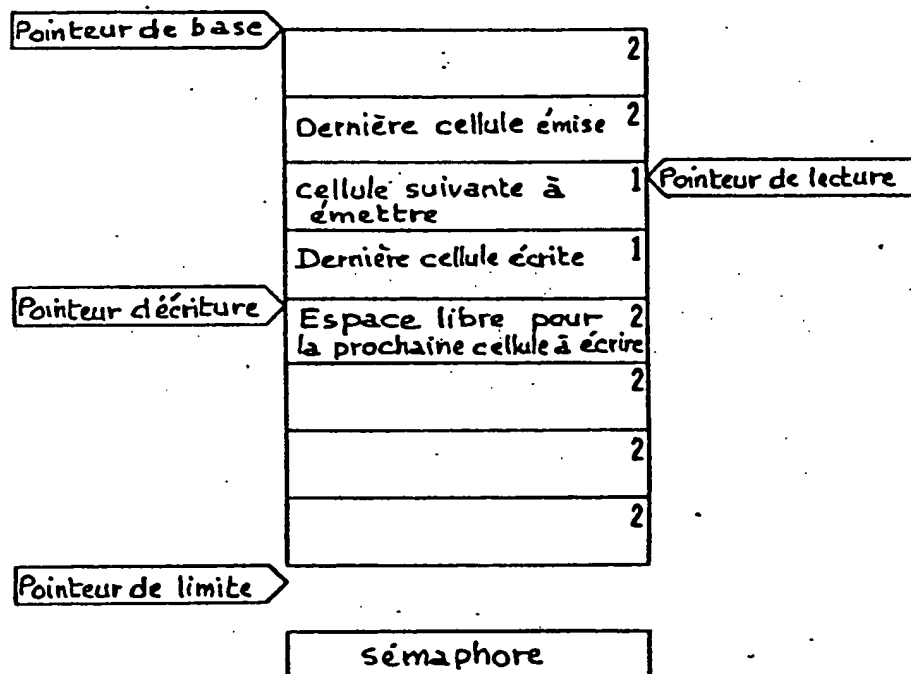 Pointeur de base
2
Dernière cellule émise 2
cellule suivante à 1
émettre
Pointeur de lecture
Dernière cellule écrite 1
Pointeur d'écriture
Espace libre pour 2
la prochaine cellule à écrire
2
2
2
Pointeur de limite
sémaphore